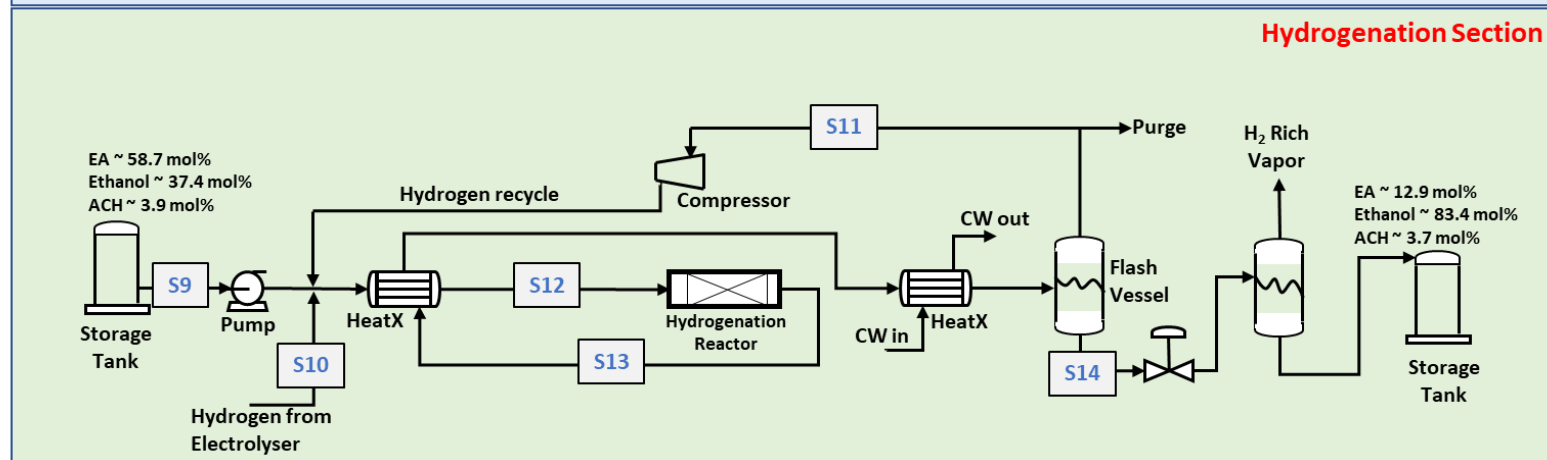 Hydrogenation Section
S11
Purge
H2 Rich
Vapor
EA ~ 58.7 mol%
Ethanol ~ 37.4 mol%
ACH ~ 3.9 mol%
Hydrogen recycle
Compressor
EA ~ 12.9 mol%
Ethanol ~ 83.4 mol%
ACH ~ 3.7 mol%
CW out
S9
Pump
Storage
Tank
HeatX
S12
Hydrogenation
Reactor
HeatX
CW in
Flash
Vessel
S10
S13
S14
Storage
Tank
Hydrogen from
Electrolyser